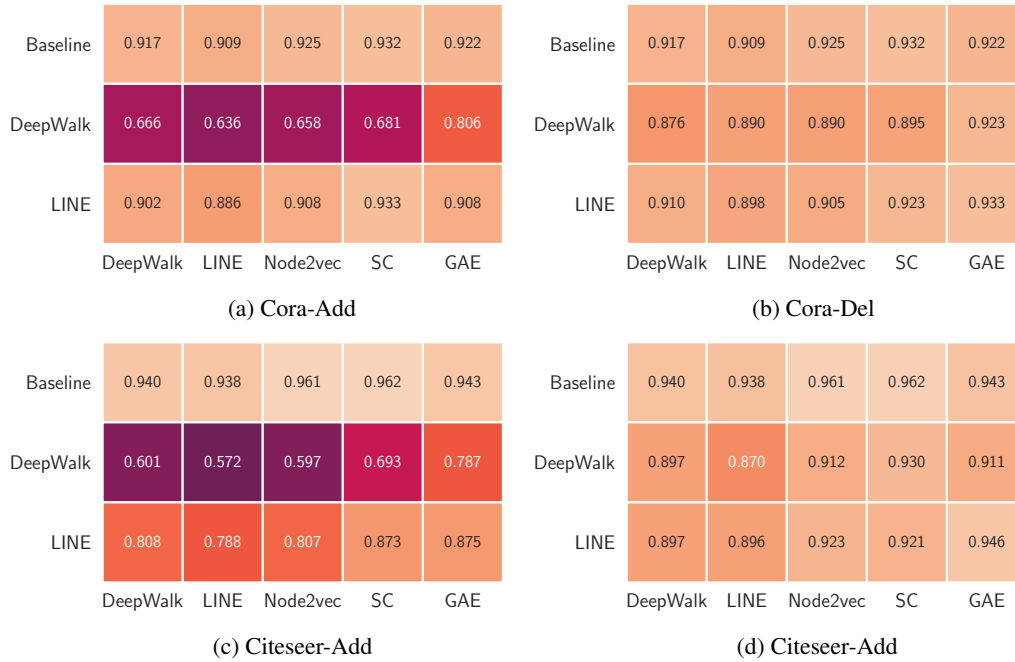 Baseline 0.917 0.909 0.925 0.932 0.922
DeepWalk 0.666 0.636 0.658 0.681 0.806
LINE 0.902 0.886 0.908 0.933 0.908
DeepWalk LINE Node2vec SC GAE
(a) Cora-Add
Baseline 0.917 0.909 0.925 0.932 0.922
DeepWalk 0.876 0.890 0.890 0.895 0.923
LINE 0.910 0.898 0.905 0.923 0.933
DeepWalk LINE Node2vec SC GAE
(b) Cora-Del
Baseline 0.940 0.938 0.961 0.962 0.943
DeepWalk 0.601 0.572 0.597 0.693 0.787
LINE 0.808 0.788 0.807 0.873 0.875
DeepWalk LINE Node2vec SC GAE
(c) Citeseer-Add
Baseline 0.940 0.938 0.961 0.962 0.943
DeepWalk 0.897 0.870 0.912 0.930 0.911
LINE 0.897 0.896 0.923 0.921 0.946
DeepWalk LINE Node2vec SC GAE
(d) Citeseer-Add